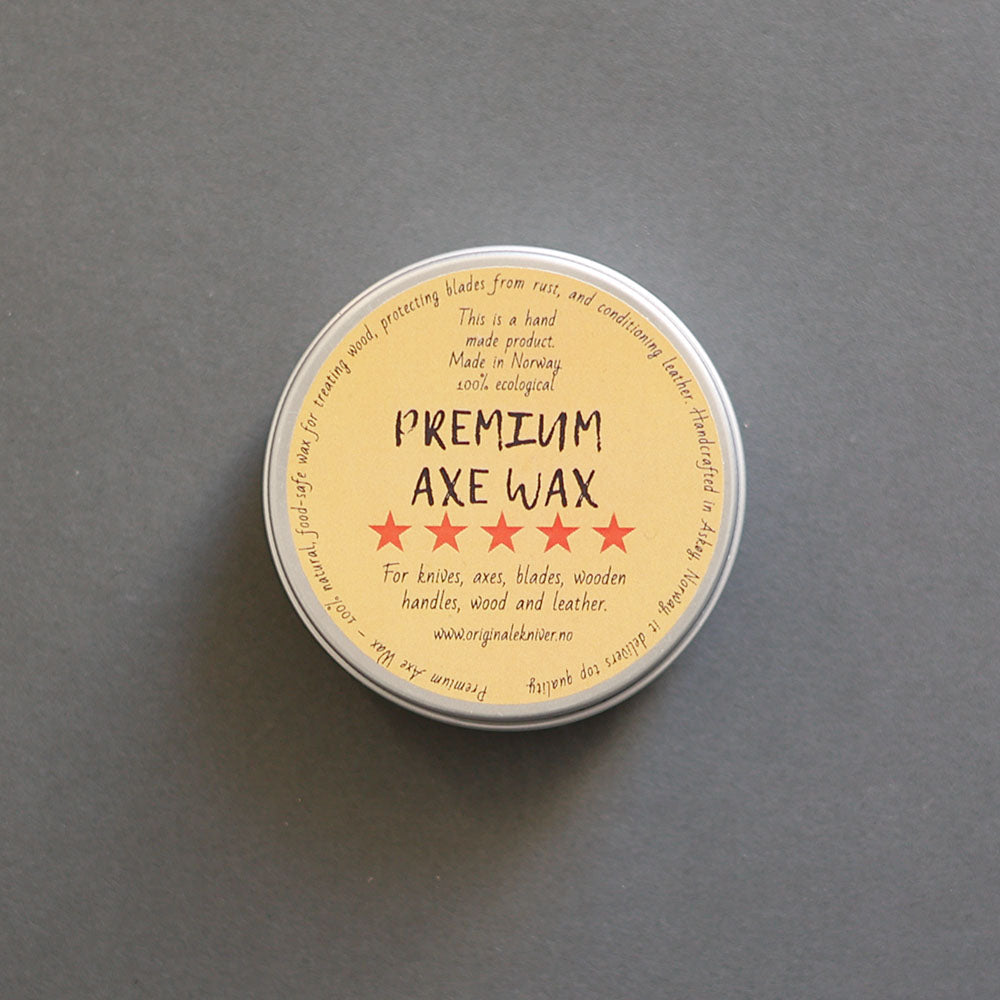 Premium Axe Wax – 100% natural, food-safe wax for treating wood, protecting blades from rust, and conditioning leather. Handcrafted in Askøy, Norway, it delivers top quality.
This is a hand
made product.
Made in Norway
100% ecological
PREMIUM
AXE WAX
For knives, axes, blades, wooden
handles, wood and leather.
www.originalekniver.no